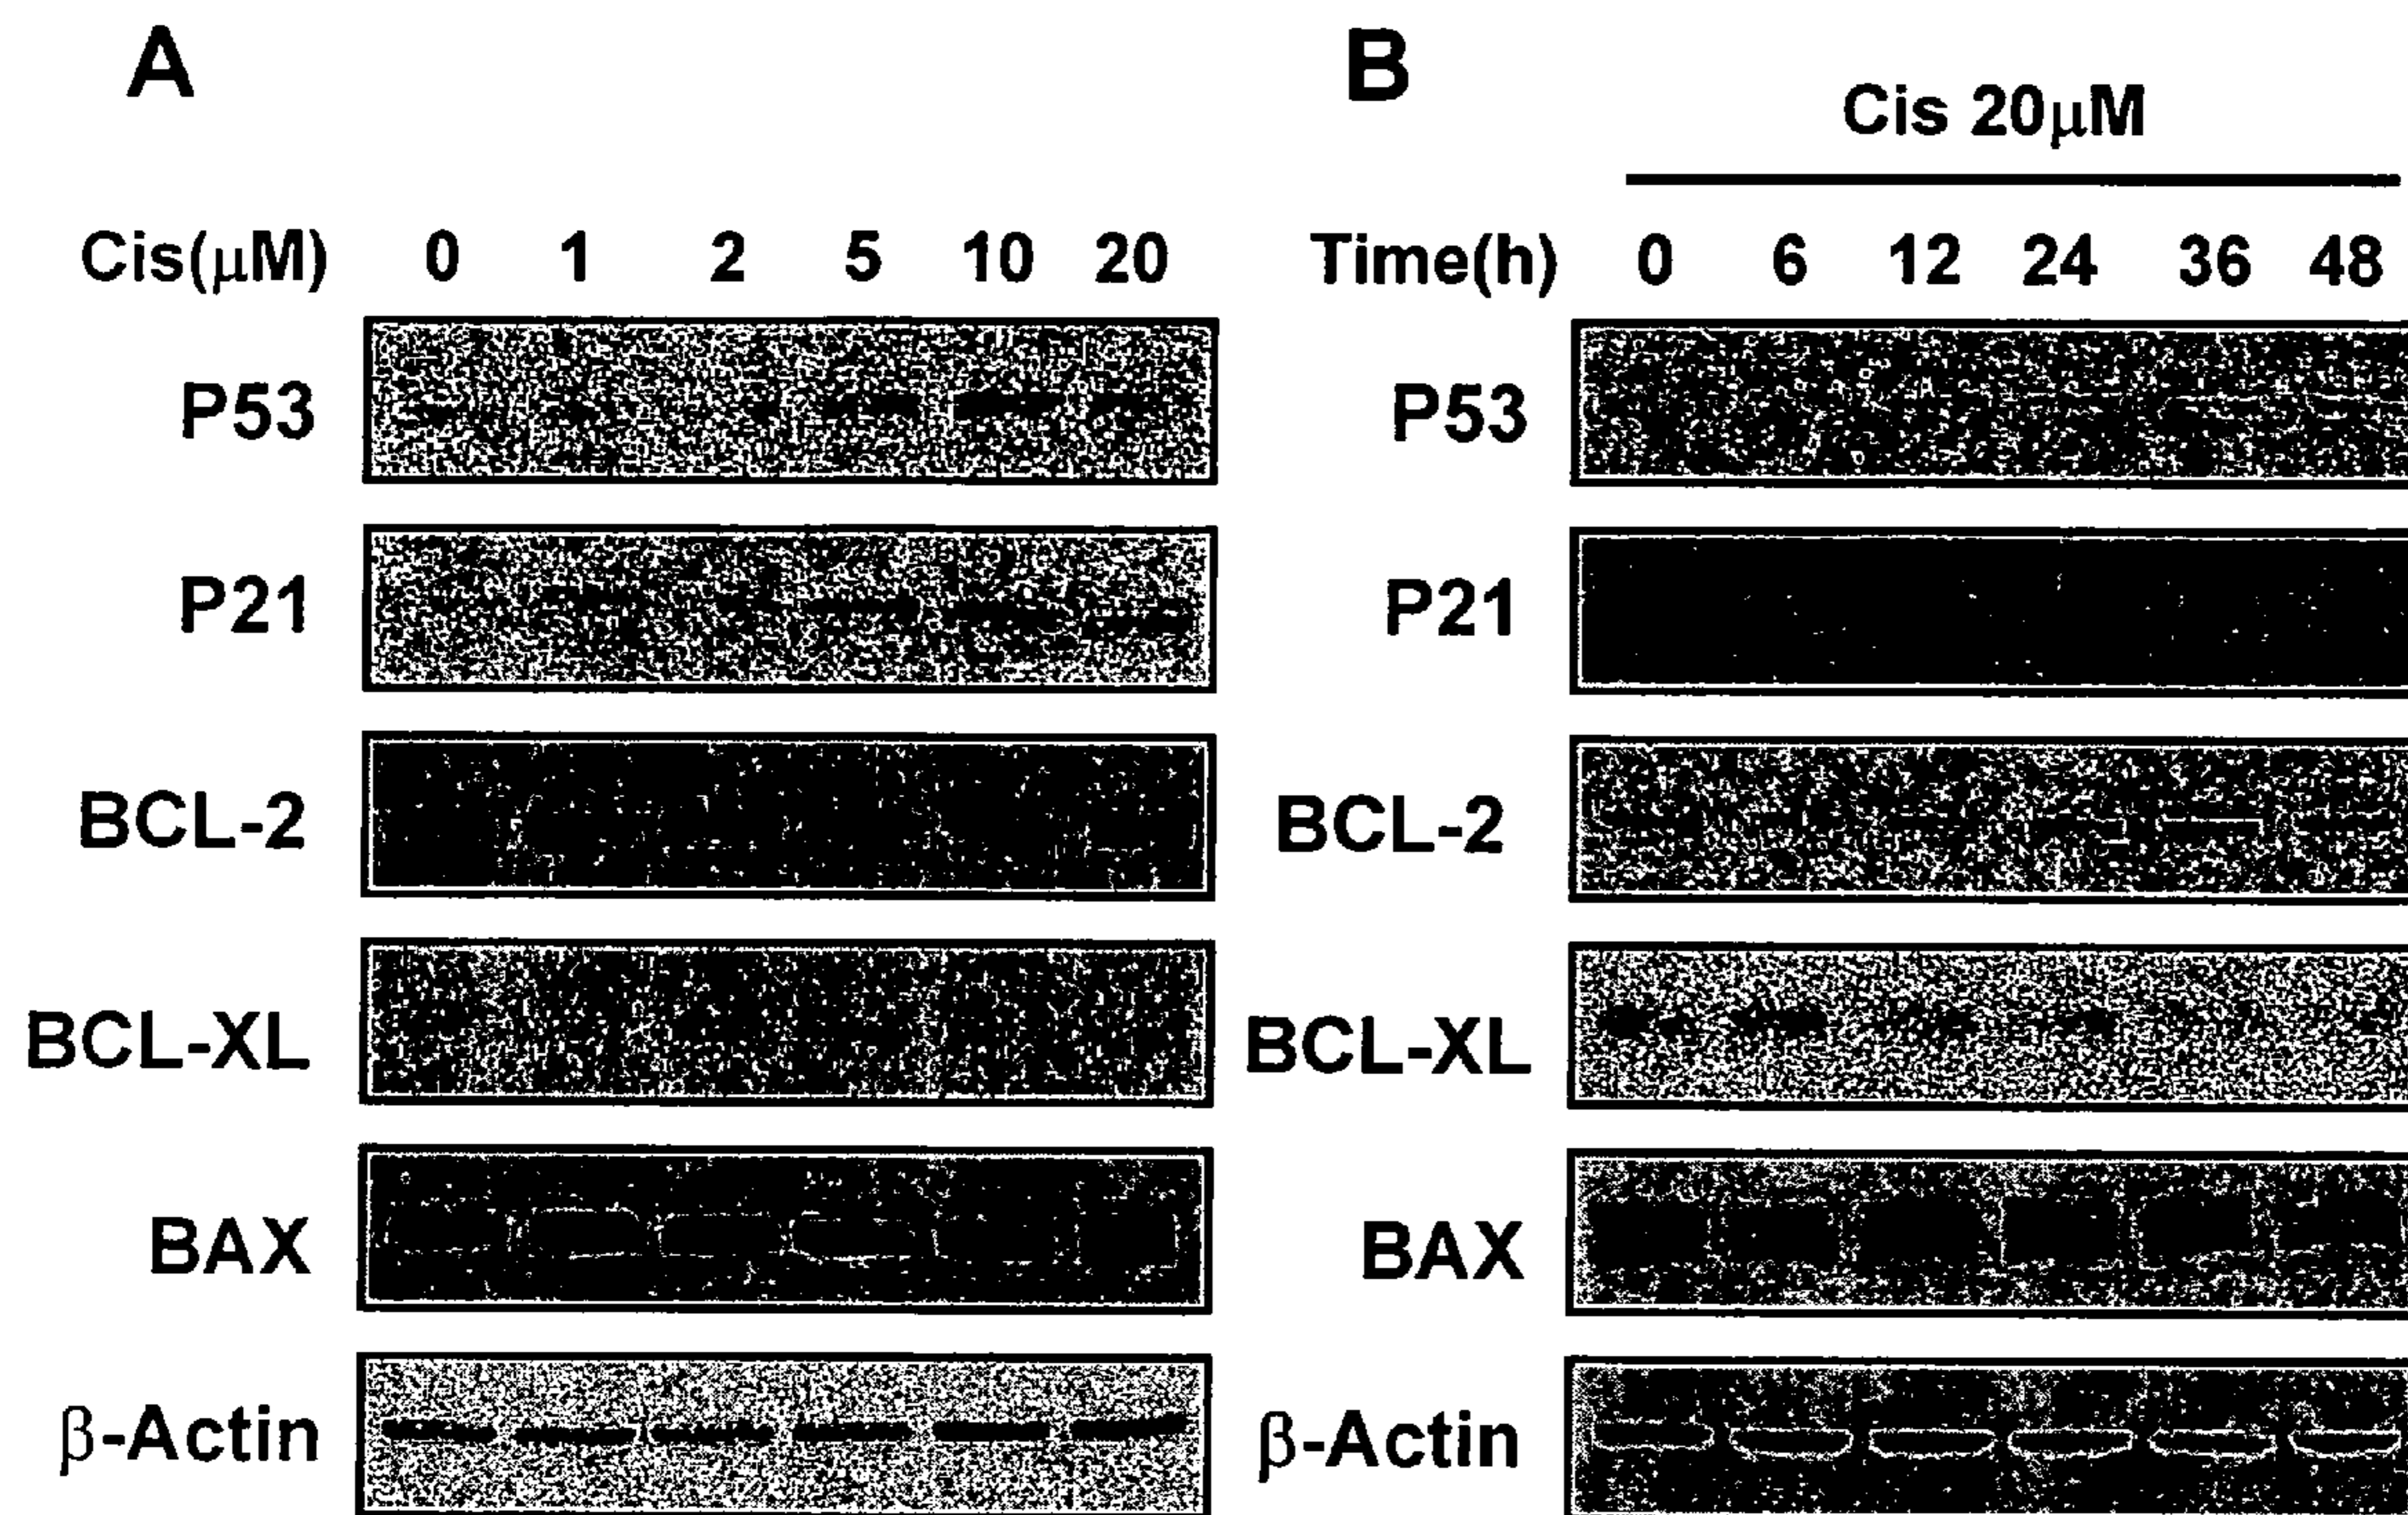 A
Cis(μM) 0 1 2 5 10 20
P53
P21
BCL-2
BCL-XL
BAX
β-Actin
B
Cis 20μM
Time(h) 0 6 12 24 36 48
P53
P21
BCL-2
BCL-XL
BAX
β-Actin